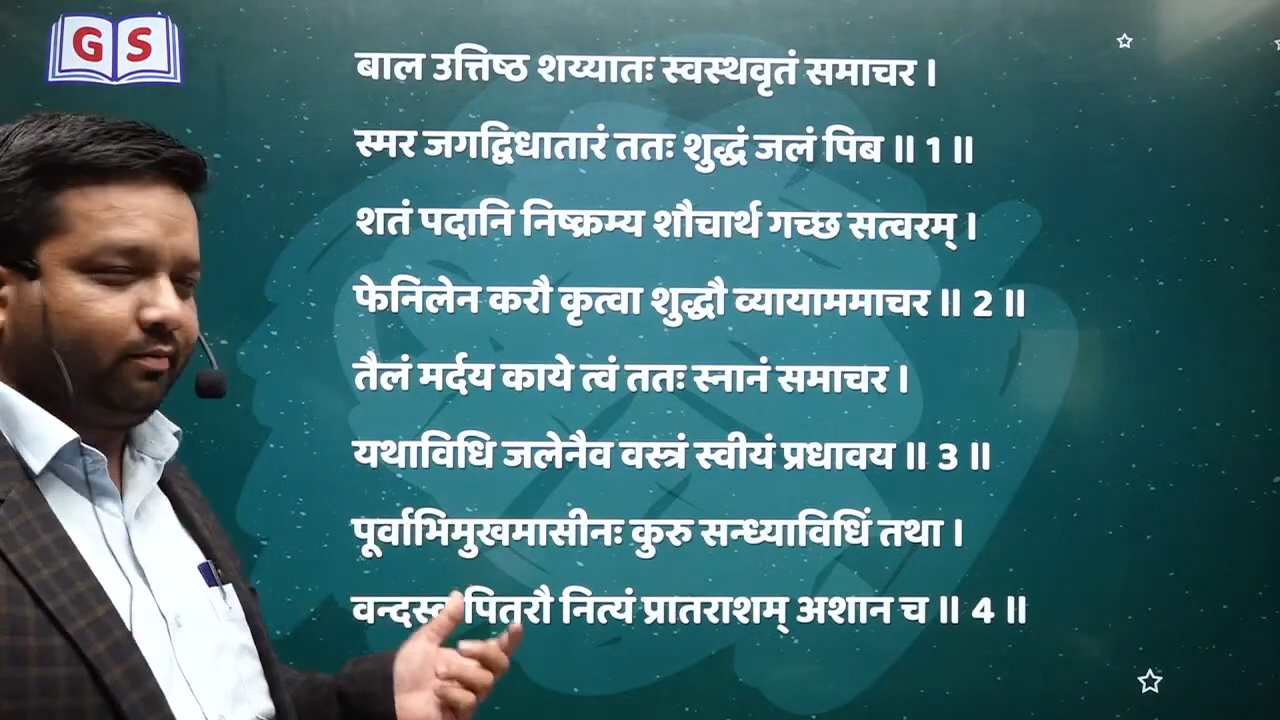 GS
बाल उत्तिष्ठ शय्यातः स्वस्थवृतं समाचर ।
स्मर जगद्विधातारं ततः शुद्धं जलं पिब ॥ 1 ॥
शतं पदानि निष्क्रम्य शौचार्थ गच्छ सत्वरम् ।
फेनिलेन करौ कृत्वा शुद्धौ व्यायाममाचर ॥ 2 ॥
तैलं मर्दय काये त्वं ततः स्नानं समाचर ।
यथाविधि जलेनैव वस्त्रं स्वीयं प्रधावय ॥ 3 ॥
पूर्वाभिमुखमासीनः कुरु सन्ध्याविधिं तथा ।
वन्दस्व पितरौ नित्यं प्रातराशम् अशान च ॥ 4 ॥